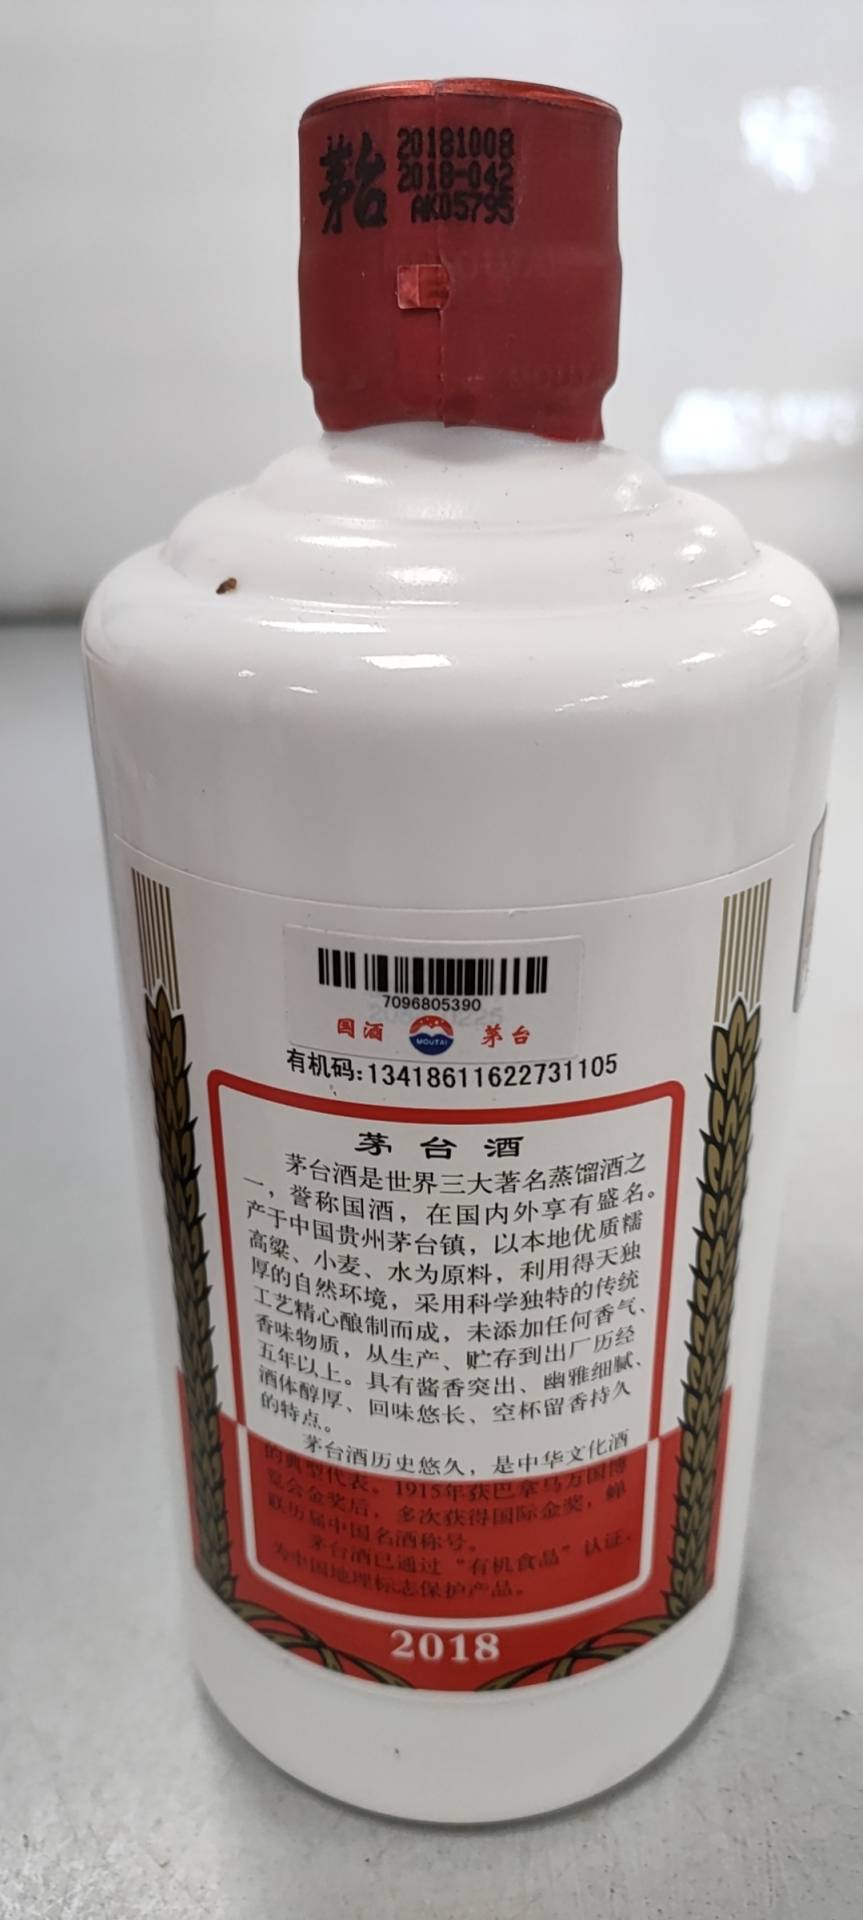 茅台
20181008
2018-042
AK05795
7096805390
国酒
MOUTAI
茅台
有机码:13418611622731105
茅台酒
茅台酒是世界三大著名蒸馏酒之
一，誉称国酒，在国内外享有盛名。
产于中国贵州茅台镇，以本地优质糯
高粱、小麦、水为原料，利用得天独
厚的自然环境，采用科学独特的传统
工艺精心酿制而成，未添加任何香气、
香味物质，从生产、贮存到出厂历经
五年以上。具有酱香突出、幽雅细腻、
酒体醇厚、回味悠长、空杯留香持久
的特点。
茅台酒历史悠久，是中华文化酒
的典型代表。1915年获巴拿马万国博
览会金奖后，多次获得国际金奖，蝉
联历届中国名酒称号。
茅台酒已通过“有机食品”认证，
为中国地理标志保护产品。
2018